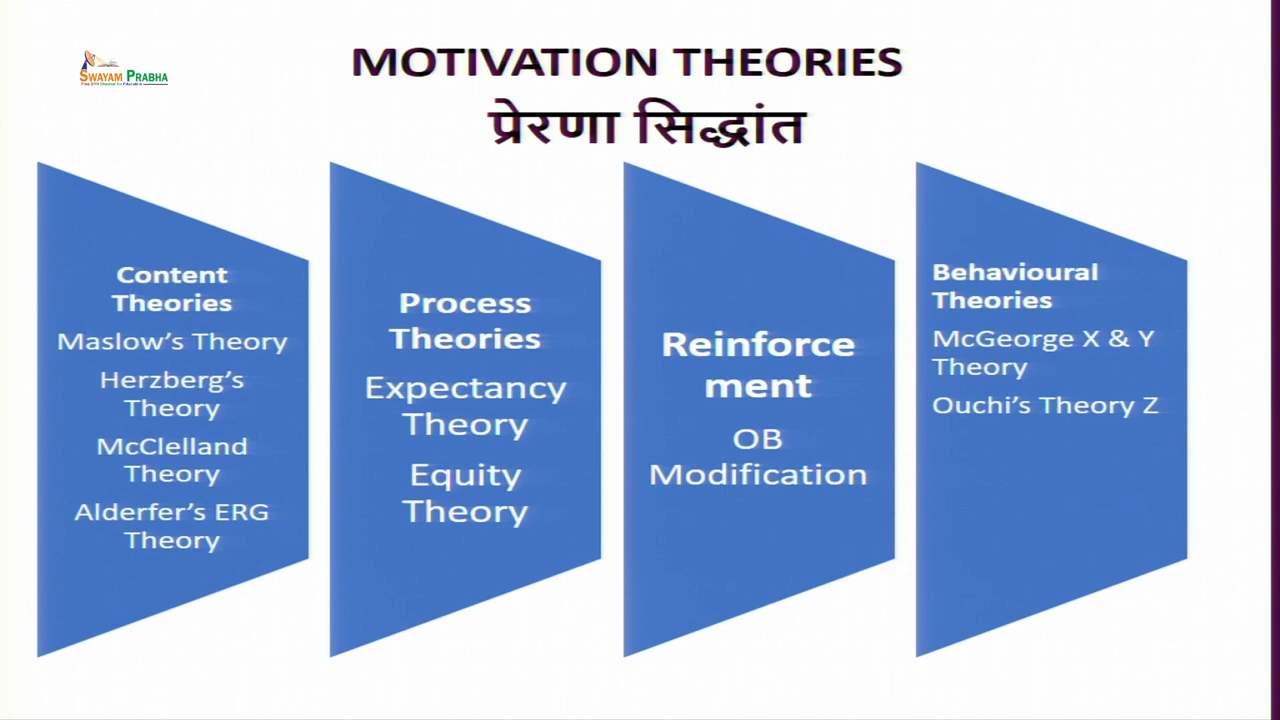 SWAYAM PRABHA
MOTIVATION THEORIES
प्रेरणा सिद्धांत
Content
Theories
Maslow's Theory
Herzberg's
Theory
McClelland
Theory
Alderfer's ERG
Theory
Process
Theories
Expectancy
Theory
Equity
Theory
Reinforce
ment
OB
Modification
Behavioural
Theories
McGeorge X & Y
Theory
Ouchi's Theory Z